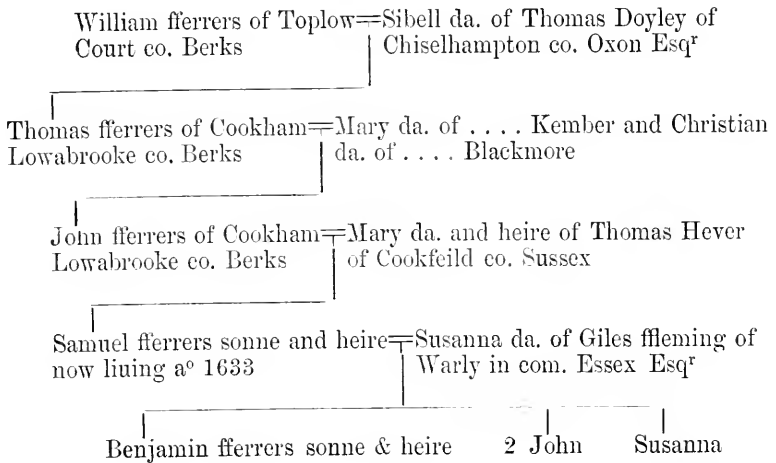 William fferrers of Toplow=Sibell da. of Thomas Doyley of
Court co. Berks Chiselhampton co. Oxon Esqr
Thomas fferrers of Cookham=Mary da. of . . . . Kember and Christian
Lowabrooke co. Berks da. of . . . . Blackmore
John fferrers of Cookham=Mary da. and heire of Thomas Hever
Lowabrooke co. Berks of Cookfeild co. Sussex
Samuel fferrers sonne and heire=Susanna da. of Giles ffleming of
now liuing aº 1633 Warly in com. Essex Esqr
Benjamin fferrers sonne & heire 2 John Susanna